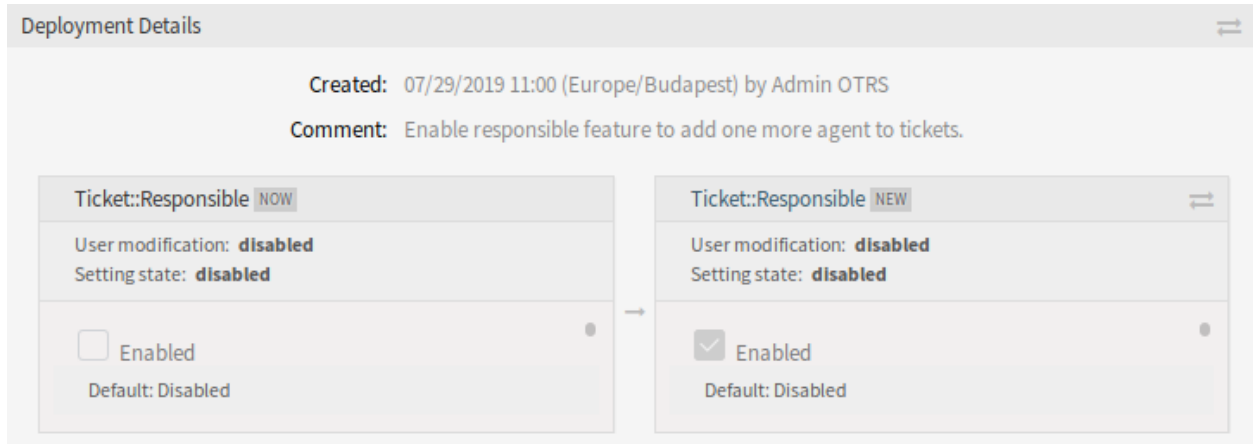 Deployment Details
Created: 07/29/2019 11:00 (Europe/Budapest) by Admin OTRS
Comment: Enable responsible feature to add one more agent to tickets.
Ticket::Responsible NOW
User modification: disabled
Setting state: disabled
Enabled
Default: Disabled
Ticket::Responsible NEW
User modification: disabled
Setting state: disabled
Enabled
Default: Disabled